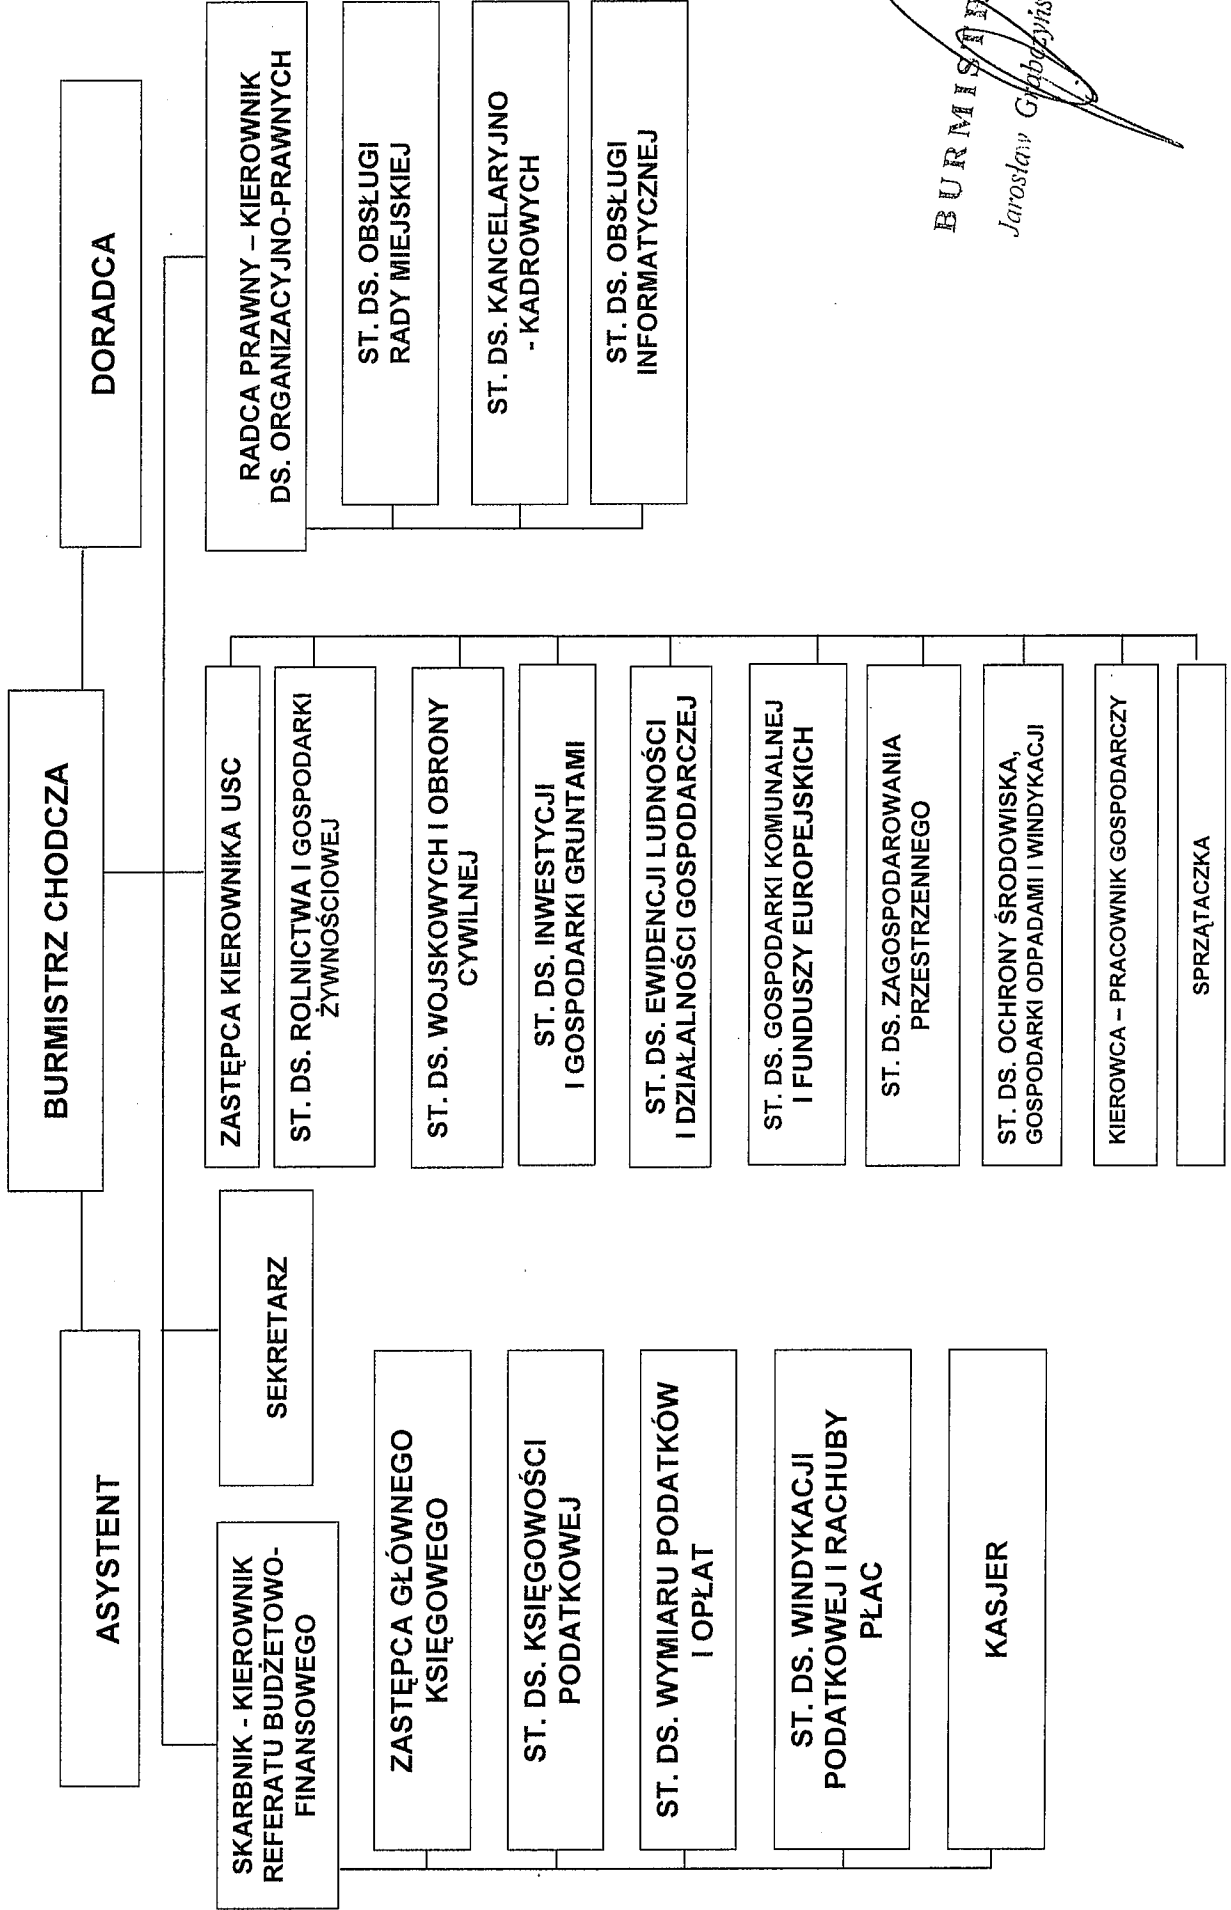 BURMISTRZ CHODCZA
ASYSTENT
DORADCA
SKARBNIK - KIEROWNIK
REFERATU BUDŻETOWO-
FINANSOWEGO
ZASTĘPCA GŁÓWNEGO
KSIĘGOWEGO
ST. DS. KSIĘGOWOŚCI
PODATKOWEJ
ST. DS. WYMIARU PODATKÓW
I OPŁAT
ST. DS. WINDYKACJI
PODATKOWEJ I RACHUBY
PŁAC
KASJER
SEKRETARZ
ZASTĘPCA KIEROWNIKA USC
ST. DS. ROLNICTWA I GOSPODARKI
ŻYWNOŚCIOWEJ
ST. DS. WOJSKOWYCH I OBRONY
CYWILNEJ
ST. DS. INWESTYCJI
I GOSPODARKI GRUNTAMI
ST. DS. EWIDENCJI LUDNOŚCI
I DZIAŁALNOŚCI GOSPODARCZEJ
ST. DS. GOSPODARKI KOMUNALNEJ
I FUNDUSZY EUROPEJSKICH
ST. DS. ZAGOSPODAROWANIA
PRZESTRZENNEGO
ST. DS. OCHRONY ŚRODOWISKA,
GOSPODARKI ODPADAMI I WINDYKACJI
KIEROWCA – PRACOWNIK GOSPODARCZY
SPRZĄTACZKA
RADCA PRAWNY – KIEROWNIK
DS. ORGANIZACYJNO-PRAWNYCH
ST. DS. OBSŁUGI
RADY MIEJSKIEJ
ST. DS. KANCELARYJNO
- KADROWYCH
ST. DS. OBSŁUGI
INFORMATYCZNEJ
Jarosław